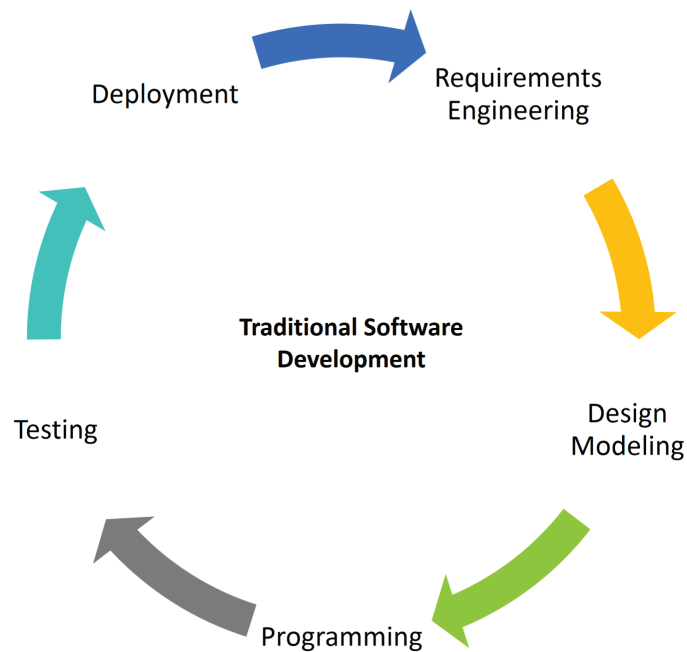 Deployment
Requirements
Engineering
Traditional Software
Development
Design
Modeling
Testing
Programming